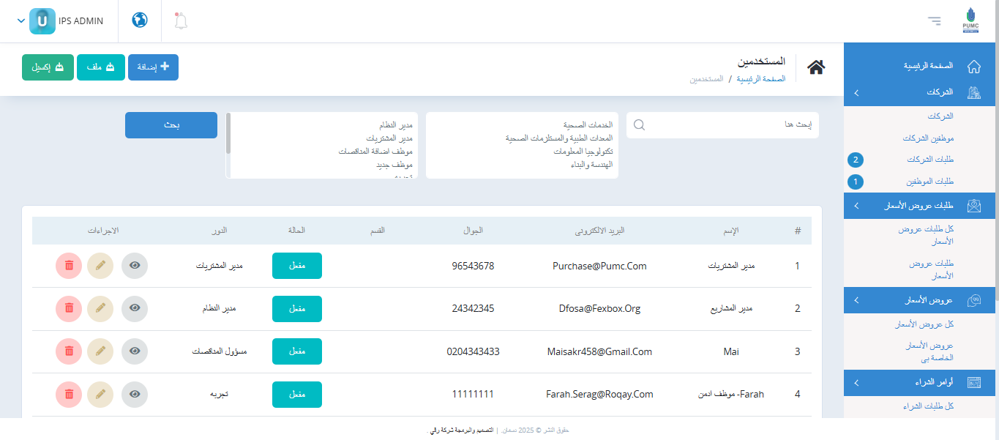 IPS ADMIN
PUMC
المستخدمين
الصفحة الرئيسية / المستخدمين
إضافة
ملف
إكسيل
الصفحة الرئيسية
الشركات
الشركات
موظفين الشركات
طلبات الشركات
2
طلبات الموظفين
1
طلبات عروض الأسعار
كل طلبات عروض
الأسعار
طلبات عروض
الأسعار
عروض الأسعار
كل عروض الأسعار
عروض الأسعار
الخاصة بى
أوامر الشراء
كل طلبات الشراء
إبحث هنا
الخدمات الصحية
المعدات الطبية والمستلزمات الصحية
تكنولوجيا المعلومات
الهندسة والبناء
مدير النظام
مدير المشتريات
موظف اضافة المناقصات
موظف جديد
تجربه
بحث
# الإسم البريد الالكترونى الجوال القسم الحالة الدور الاجراءات
1 مدير المشتريات Purchase@Pumc.Com 96543678 مفعل مدير المشتريات
2 مدير المشاريع Dfosa@Fexbox.Org 24342345 مفعل مدير النظام
3 Mai Maisakr458@Gmail.Com 0204343433 مفعل مسؤول المناقصات
4 Farah- موظف ادمن Farah.Serag@Roqay.Com 11111111 مفعل تجربه
حقوق النشر © 2025 نسمان. | التصميم والبرمجة شركة رقي .